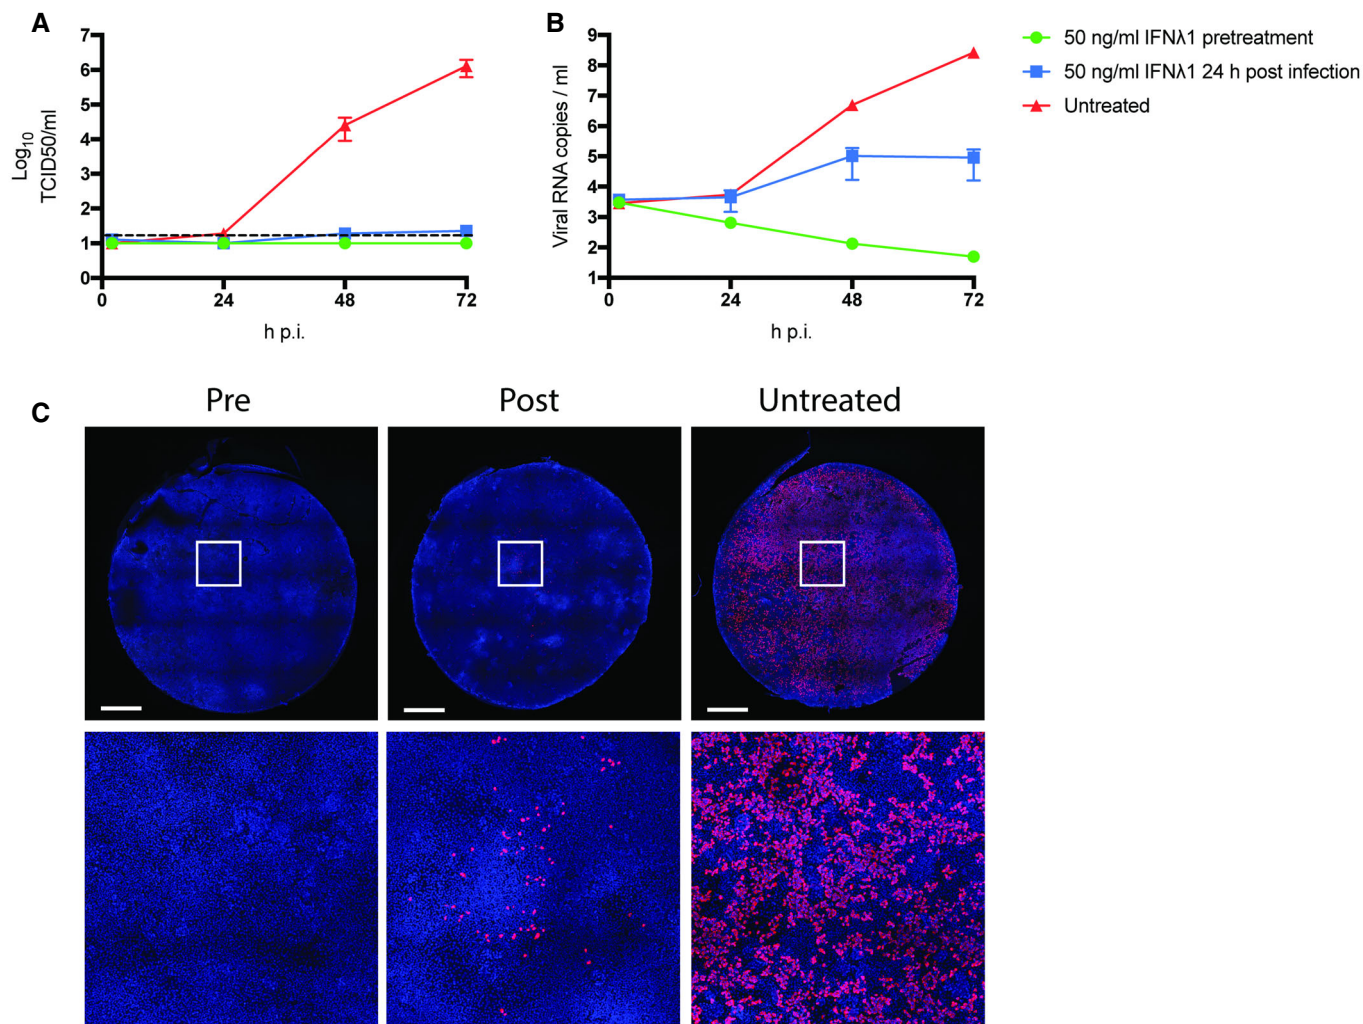 A
7
6
5
4
3
2
1
0
Log10
TCID50/ml
0
24
48
72
h p.i.
B
9
8
7
6
5
4
3
2
1
Viral RNA copies / ml
0
24
48
72
h p.i.
50 ng/ml IFNλ1 pretreatment
50 ng/ml IFNλ1 24 h post infection
Untreated
C
Pre
Post
Untreated